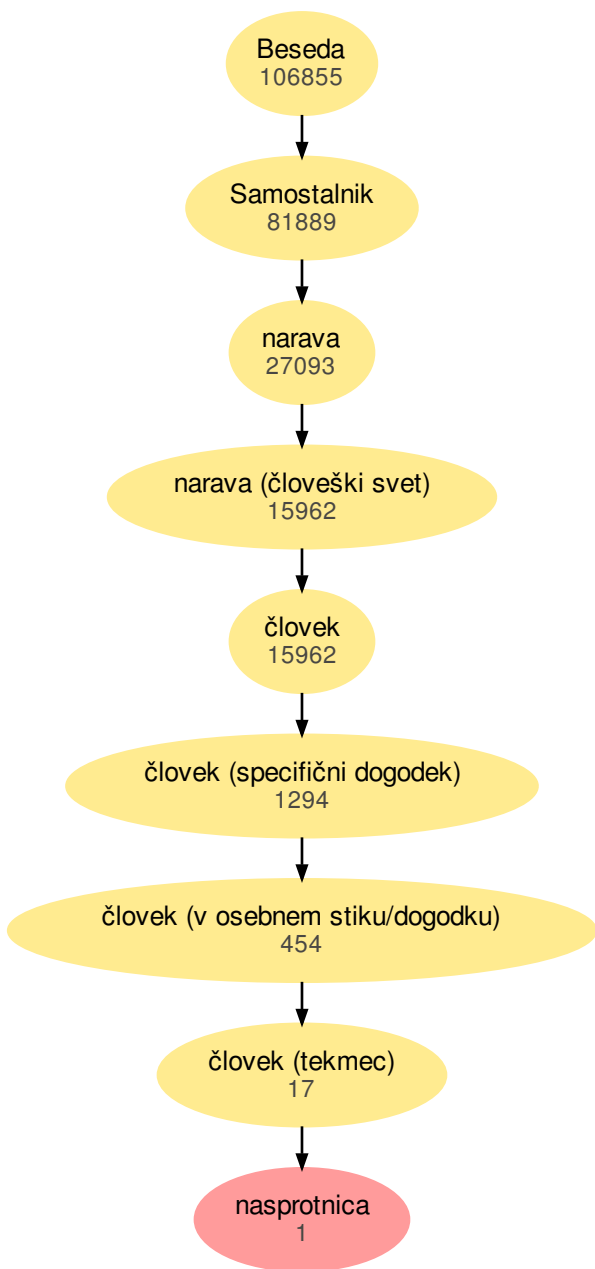 Beseda
106855
Samostalnik
81889
narava
27093
narava (človeški svet)
15962
človek
15962
človek (specifični dogodek)
1294
človek (v osebnem stiku/dogodku)
454
človek (tekmec)
17
nasprotnica
1